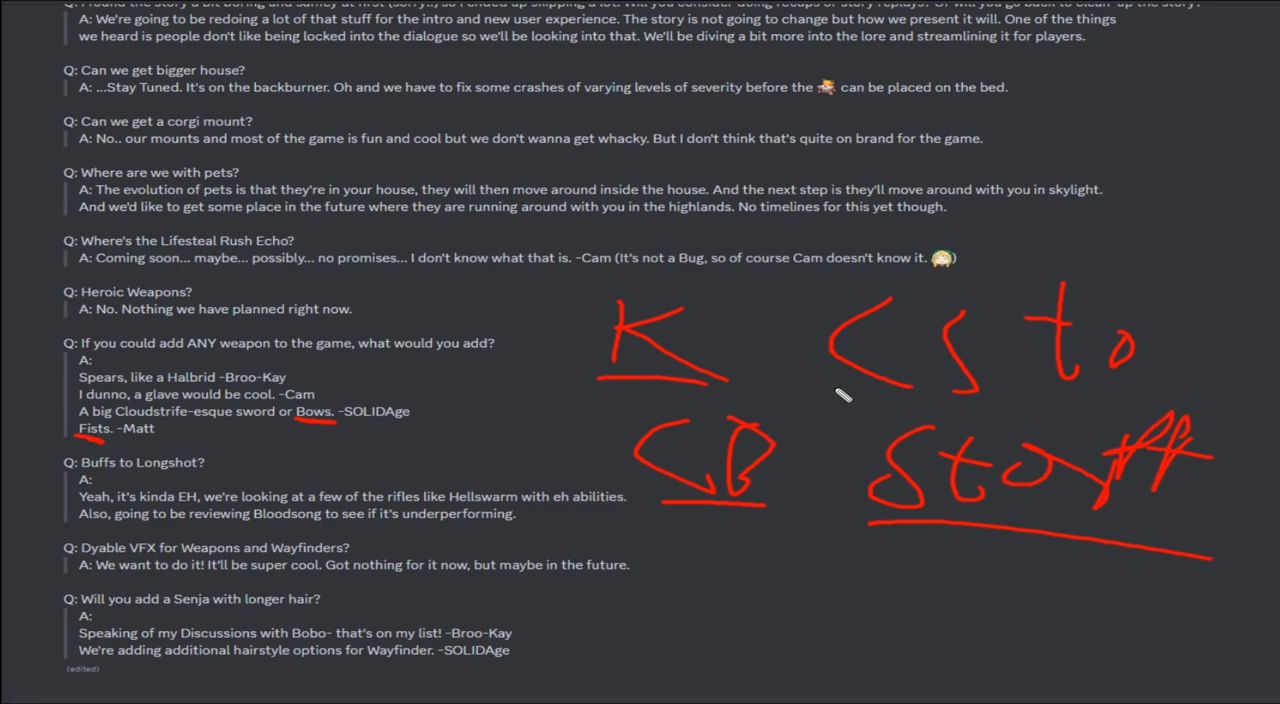 A: We're going to be redoing a lot of that stuff for the intro and new user experience. The story is not going to change but how we present it will. One of the things
we heard is people don't like being locked into the dialogue so we'll be looking into that. We'll be diving a bit more into the lore and streamlining it for players.
Q: Can we get bigger house?
A: ...Stay Tuned. It's on the backburner. Oh and we have to fix some crashes of varying levels of severity before the can be placed on the bed.
Q: Can we get a corgi mount?
A: No.. our mounts and most of the game is fun and cool but we don't wanna get whacky. But I don't think that's quite on brand for the game.
Q: Where are we with pets?
A: The evolution of pets is that they're in your house, they will then move around inside the house. And the next step is they'll move around with you in skylight.
And we'd like to get some place in the future where they are running around with you in the highlands. No timelines for this yet though.
Q: Where's the Lifesteal Rush Echo?
A: Coming soon... maybe... possibly... no promises... I don't know what that is. -Cam (It's not a Bug, so of course Cam doesn't know it. )
Q: Heroic Weapons?
A: No. Nothing we have planned right now.
Q: If you could add ANY weapon to the game, what would you add?
A:
Spears, like a Halbrid -Broo-Kay
I dunno, a glave would be cool. -Cam
A big Cloudstrife-esque sword or Bows. -SOLIDAge
Fists. -Matt
K CS to
CB Staff
Q: Buffs to Longshot?
A:
Yeah, it's kinda EH, we're looking at a few of the rifles like Hellswarm with eh abilities.
Also, going to be reviewing Bloodsong to see if it's underperforming.
Q: Dyable VFX for Weapons and Wayfinders?
A: We want to do it! It'll be super cool. Got nothing for it now, but maybe in the future.
Q: Will you add a Senja with longer hair?
A:
Speaking of my Discussions with Bobo- that's on my list! -Broo-Kay
We're adding additional hairstyle options for Wayfinder. -SOLIDAge
(edited)